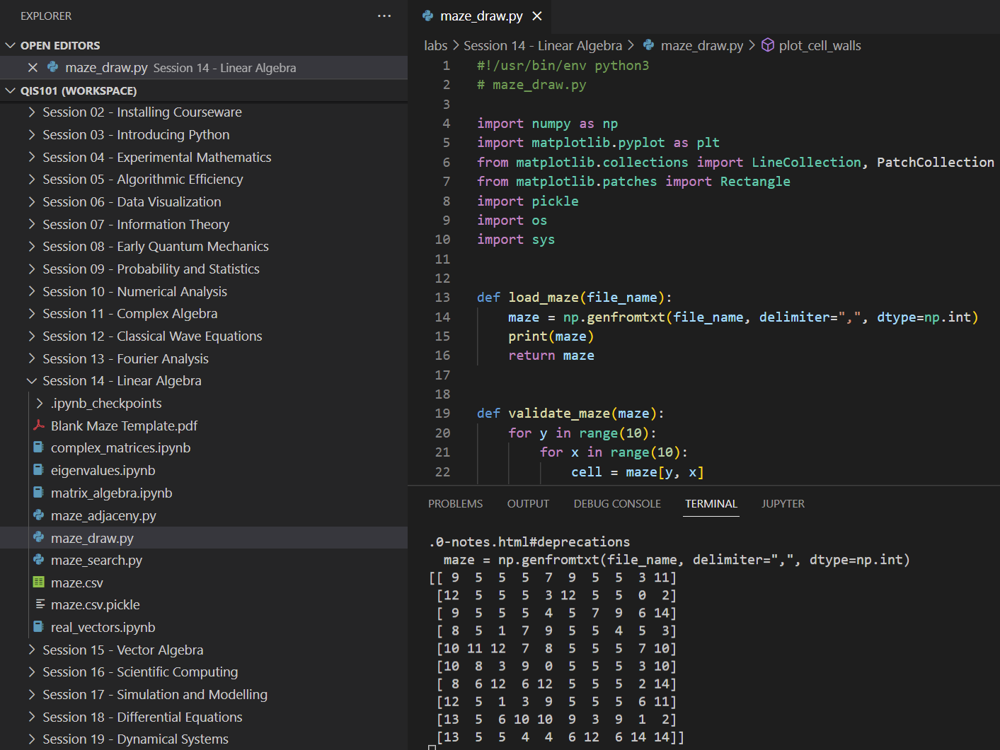 EXPLORER
OPEN EDITORS
maze_draw.py Session 14 - Linear Algebra
QIS101 (WORKSPACE)
Session 02 - Installing Courseware
Session 03 - Introducing Python
Session 04 - Experimental Mathematics
Session 05 - Algorithmic Efficiency
Session 06 - Data Visualization
Session 07 - Information Theory
Session 08 - Early Quantum Mechanics
Session 09 - Probability and Statistics
Session 10 - Numerical Analysis
Session 11 - Complex Algebra
Session 12 - Classical Wave Equations
Session 13 - Fourier Analysis
Session 14 - Linear Algebra
.ipynb_checkpoints
Blank Maze Template.pdf
complex_matrices.ipynb
eigenvalues.ipynb
matrix_algebra.ipynb
maze_adjaceny.py
maze_draw.py
maze_search.py
maze.csv
maze.csv.pickle
real_vectors.ipynb
Session 15 - Vector Algebra
Session 16 - Scientific Computing
Session 17 - Simulation and Modelling
Session 18 - Differential Equations
Session 19 - Dynamical Systems
maze_draw.py
labs > Session 14 - Linear Algebra > maze_draw.py > plot_cell_walls
1 #!/usr/bin/env python3
2 # maze_draw.py
3
4 import numpy as np
5 import matplotlib.pyplot as plt
6 from matplotlib.collections import LineCollection, PatchCollection
7 from matplotlib.patches import Rectangle
8 import pickle
9 import os
10 import sys
11
12
13 def load_maze(file_name):
14     maze = np.genfromtxt(file_name, delimiter=",", dtype=np.int)
15     print(maze)
16     return maze
17
18
19 def validate_maze(maze):
20     for y in range(10):
21         for x in range(10):
22             cell = maze[y, x]
PROBLEMS OUTPUT DEBUG CONSOLE TERMINAL JUPYTER
.0-notes.html#deprecations
  maze = np.genfromtxt(file_name, delimiter=",", dtype=np.int)
[[ 9  5  5  5  7  9  5  5  3 11]
 [12  5  5  5  3 12  5  5  0  2]
 [ 9  5  5  5  4  5  7  9  6 14]
 [ 8  5  1  7  9  5  5  4  5  3]
 [10 11 12  7  8  5  5  5  7 10]
 [10  8  3  9  0  5  5  5  3 10]
 [ 8  6 12  6 12  5  5  5  2 14]
 [12  5  1  3  9  5  5  5  6 11]
 [13  5  6 10 10  9  3  9  1  2]
 [13  5  5  4  4  6 12  6 14 14]]